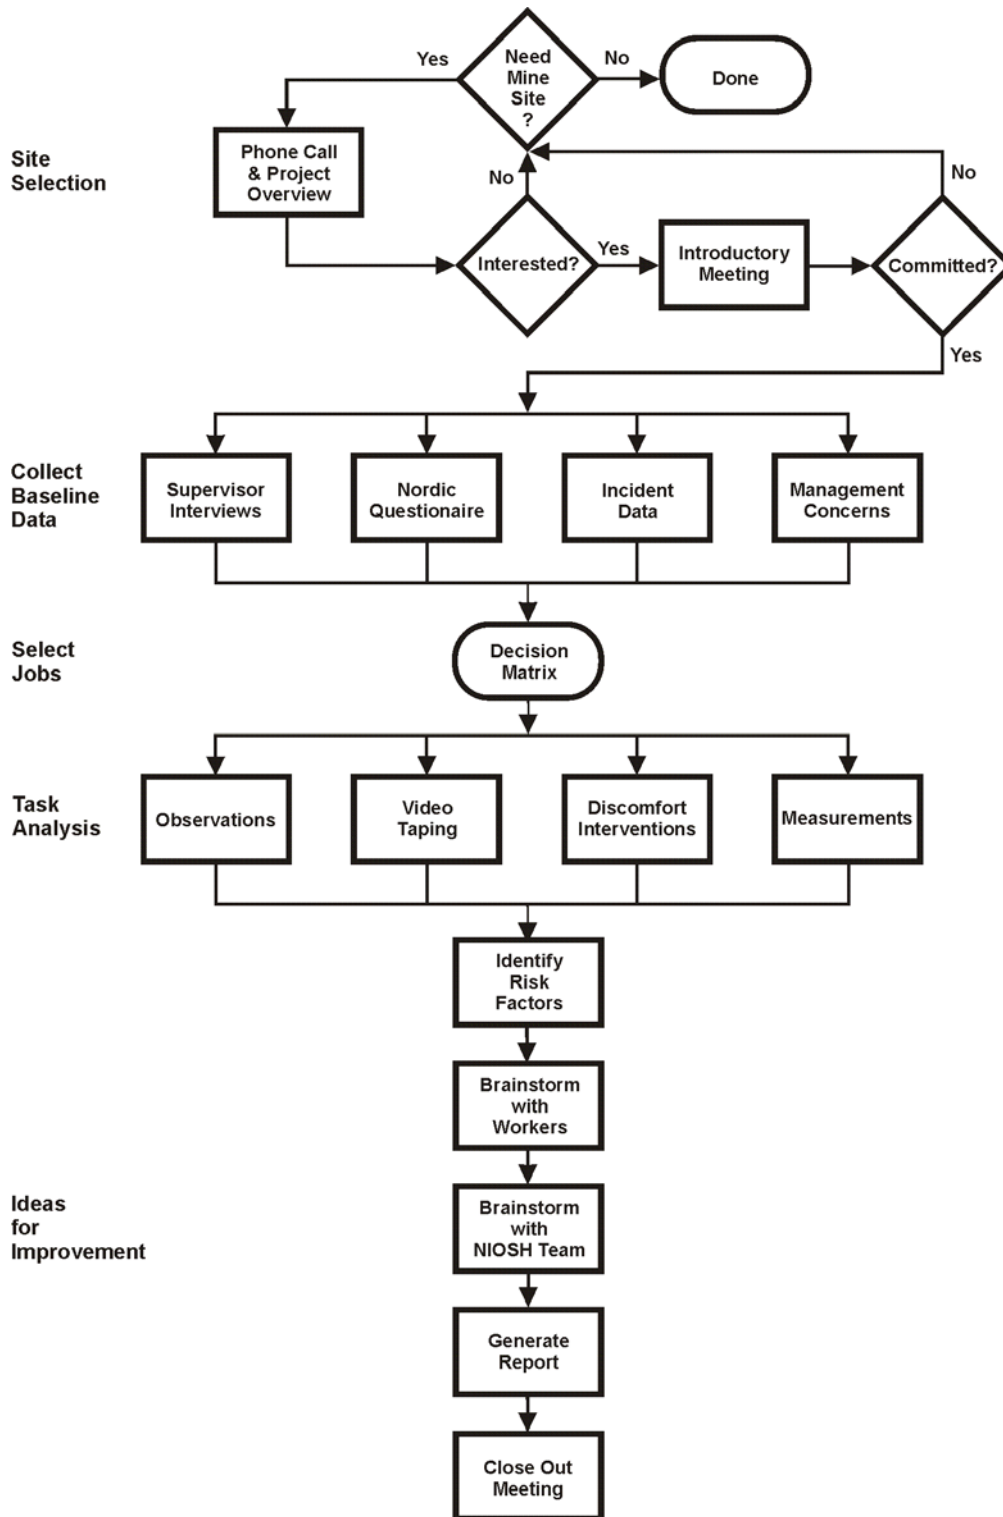 Need
Mine
Site
?
Yes
No
Done
Site
Selection
Phone Call
& Project
Overview
No
No
Interested?
Yes
Introductory
Meeting
Committed?
Yes
Collect
Baseline
Data
Supervisor
Interviews
Nordic
Questionaire
Incident
Data
Management
Concerns
Select
Jobs
Decision
Matrix
Task
Analysis
Observations
Video
Taping
Discomfort
Interventions
Measurements
Identify
Risk
Factors
Brainstorm
with
Workers
Ideas
for
Improvement
Brainstorm
with
NIOSH Team
Generate
Report
Close Out
Meeting